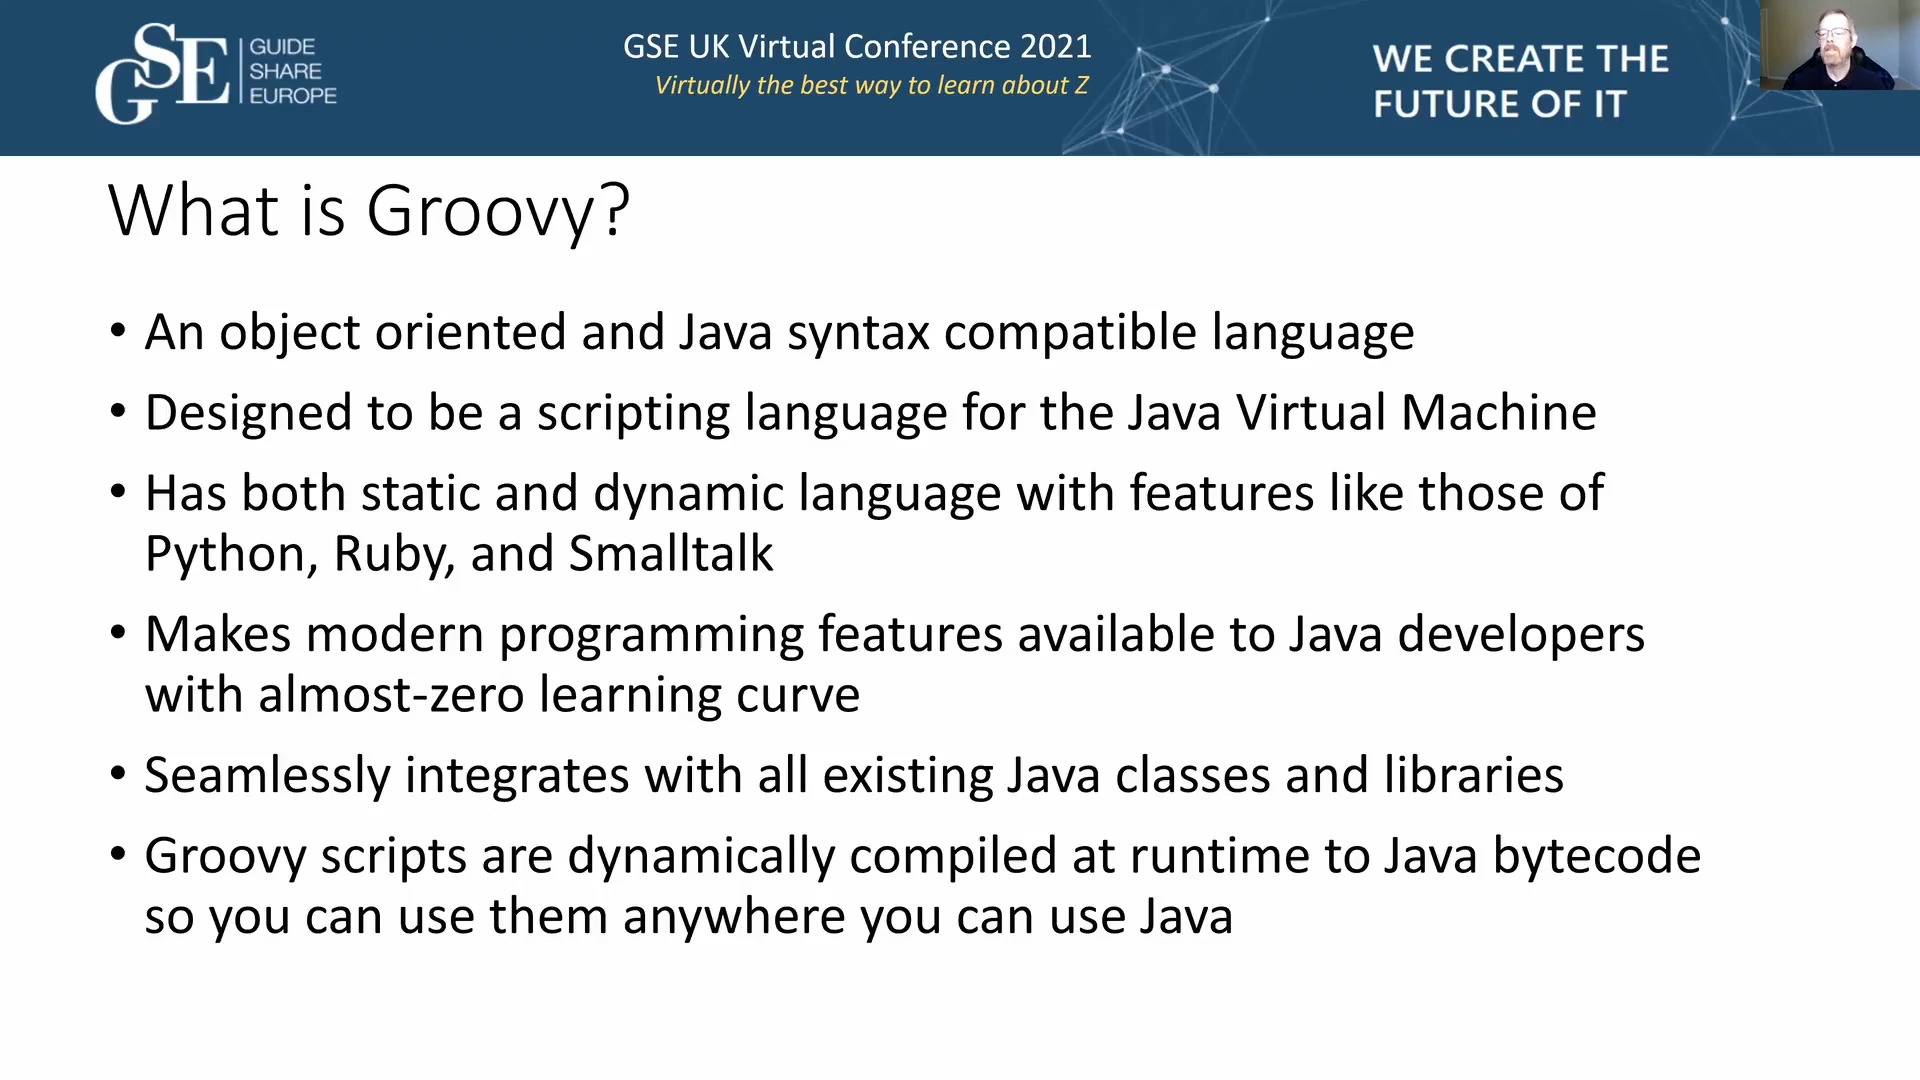 GSE
GUIDE
SHARE
EUROPE
GSE UK Virtual Conference 2021
Virtually the best way to learn about Z
WE CREATE THE
FUTURE OF IT
What is Groovy?
• An object oriented and Java syntax compatible language
• Designed to be a scripting language for the Java Virtual Machine
• Has both static and dynamic language with features like those of
Python, Ruby, and Smalltalk
• Makes modern programming features available to Java developers
with almost-zero learning curve
• Seamlessly integrates with all existing Java classes and libraries
• Groovy scripts are dynamically compiled at runtime to Java bytecode
so you can use them anywhere you can use Java